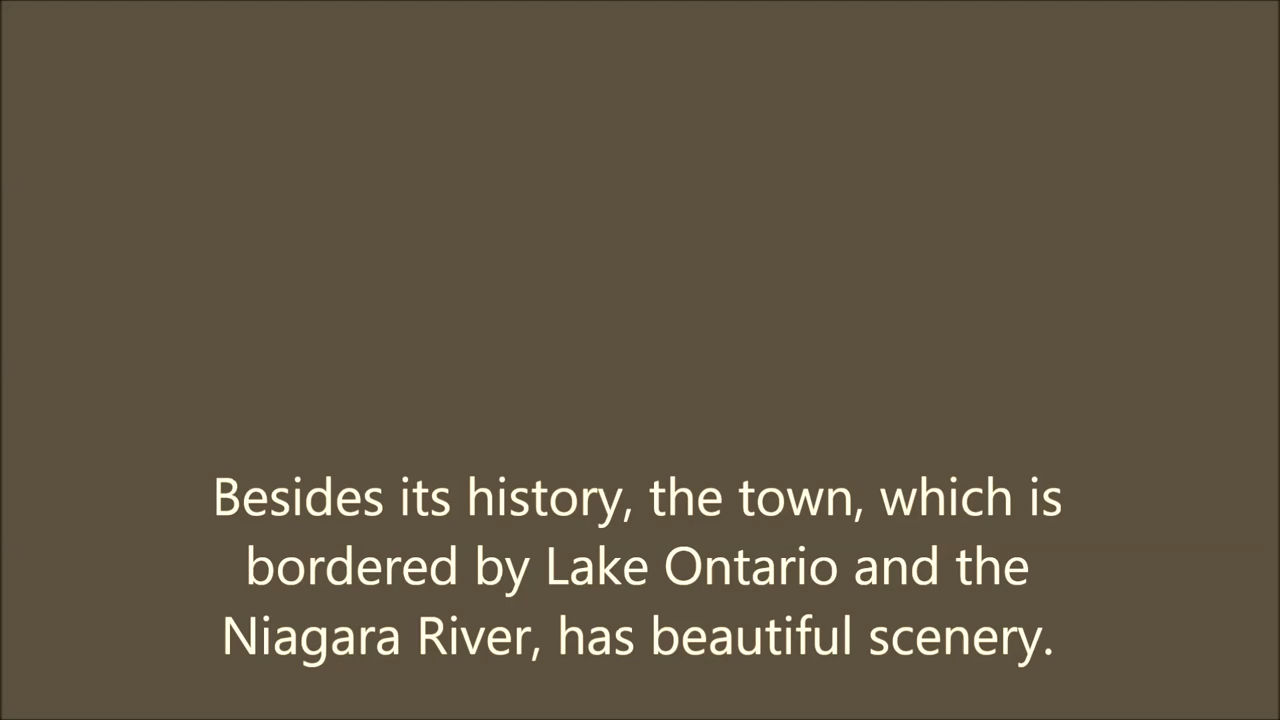 Besides its history, the town, which is
bordered by Lake Ontario and the
Niagara River, has beautiful scenery.